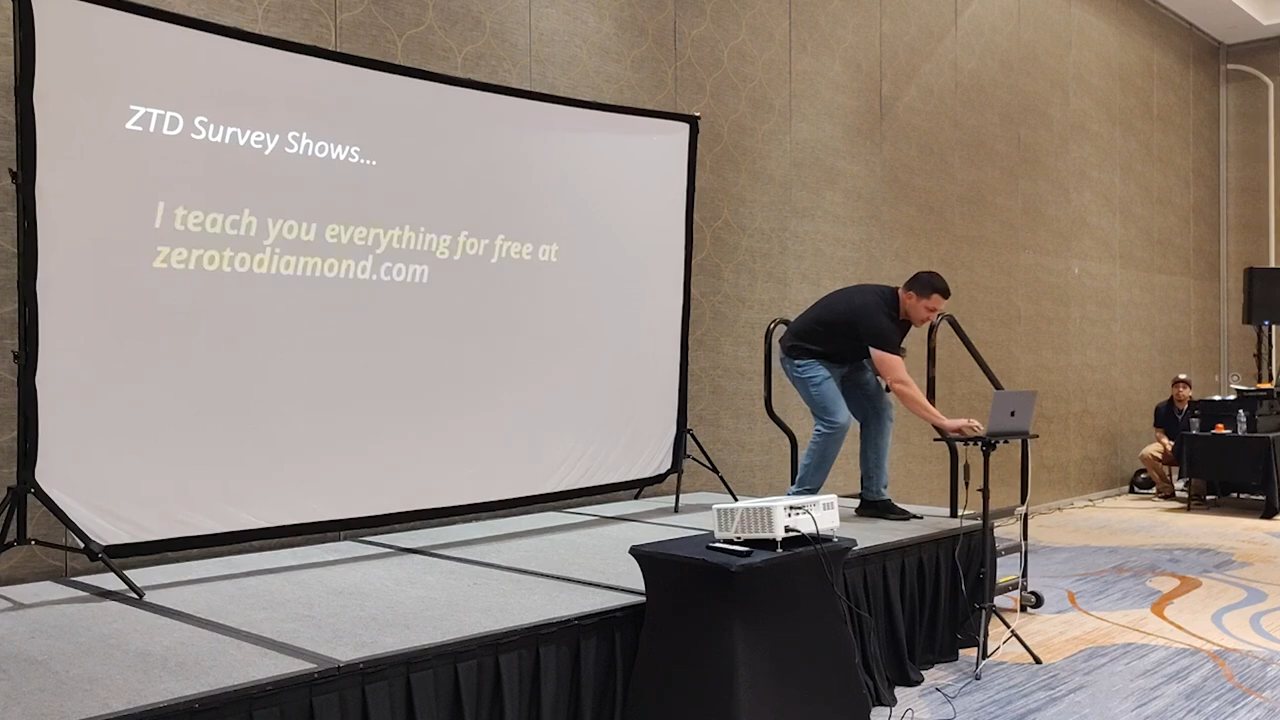 ZTD Survey Shows...
I teach you everything for free at
zerotodiamond.com